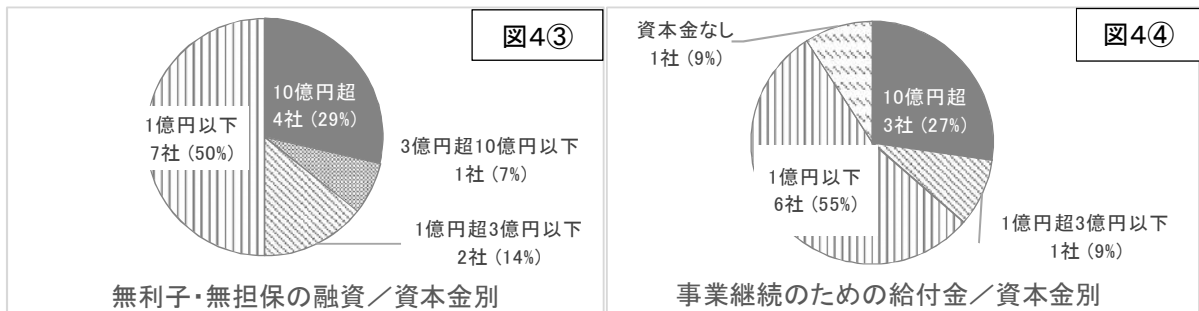 図4③
10億円超
4社 (29%)
1億円以下
7社 (50%)
3億円超10億円以下
1社 (7%)
1億円超3億円以下
2社 (14%)
無利子・無担保の融資／資本金別
図4④
資本金なし
1社 (9%)
10億円超
3社 (27%)
1億円以下
6社 (55%)
1億円超3億円以下
1社 (9%)
事業継続のための給付金／資本金別